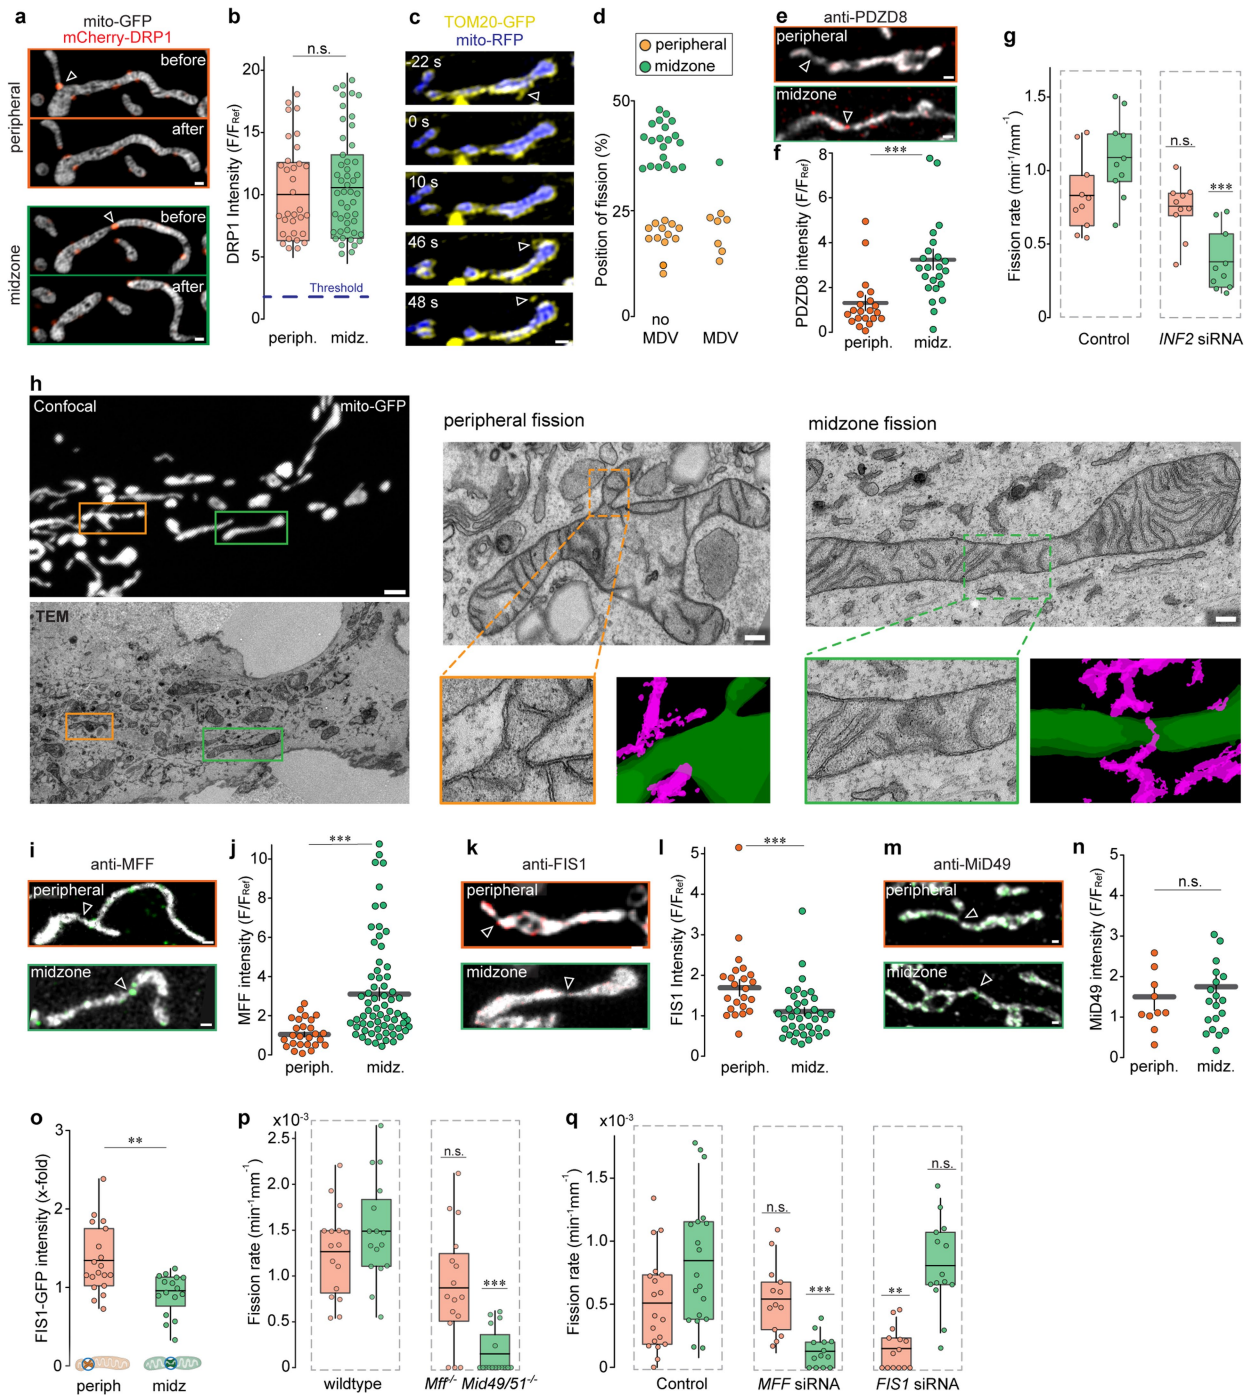 a
mito-GFP
mCherry-DRP1
peripheral
before
after
midzone
before
after
b
DRP1 Intensity (F/FRef)
20
15
10
5
0
n.s.
Threshold
periph. midz.
c
TOM20-GFP
mito-RFP
-22 s
0 s
10 s
46 s
48 s
d
peripheral
midzone
Position of fission (%)
50
25
0
no MDV
MDV
e
anti-PDZD8
peripheral
midzone
f
PDZD8 intensity (F/FRef)
8
6
4
2
0
***
periph. midz.
g
Fission rate (min-1/mm-1)
1.5
1.0
0.5
0
n.s.
***
Control
INF2 siRNA
h
Confocal
mito-GFP
TEM
peripheral fission
midzone fission
i
anti-MFF
peripheral
midzone
j
MFF intensity (F/FRef)
10
8
6
4
2
0
***
periph. midz.
k
anti-FIS1
peripheral
midzone
l
FIS1 Intensity (F/FRef)
5
4
3
2
1
0
***
periph. midz.
m
anti-MiD49
peripheral
n
MiD49 intensity (F/FRef)
5
4
3
2
1
0
n.s.
periph. midz.
midzone
o
FIS1-GFP intensity (x-fold)
3
2
1
0
**
periph midz
p
x10-3
Fission rate (min-1mm-1)
2.5
2.0
1.5
1.0
0.5
0
n.s.
***
wildtype
Mff-/- Mid49/51-/-
q
x10-3
Fission rate (min-1mm-1)
1.5
1.0
0.5
0
n.s.
***
**
n.s.
Control
MFF siRNA
FIS1 siRNA